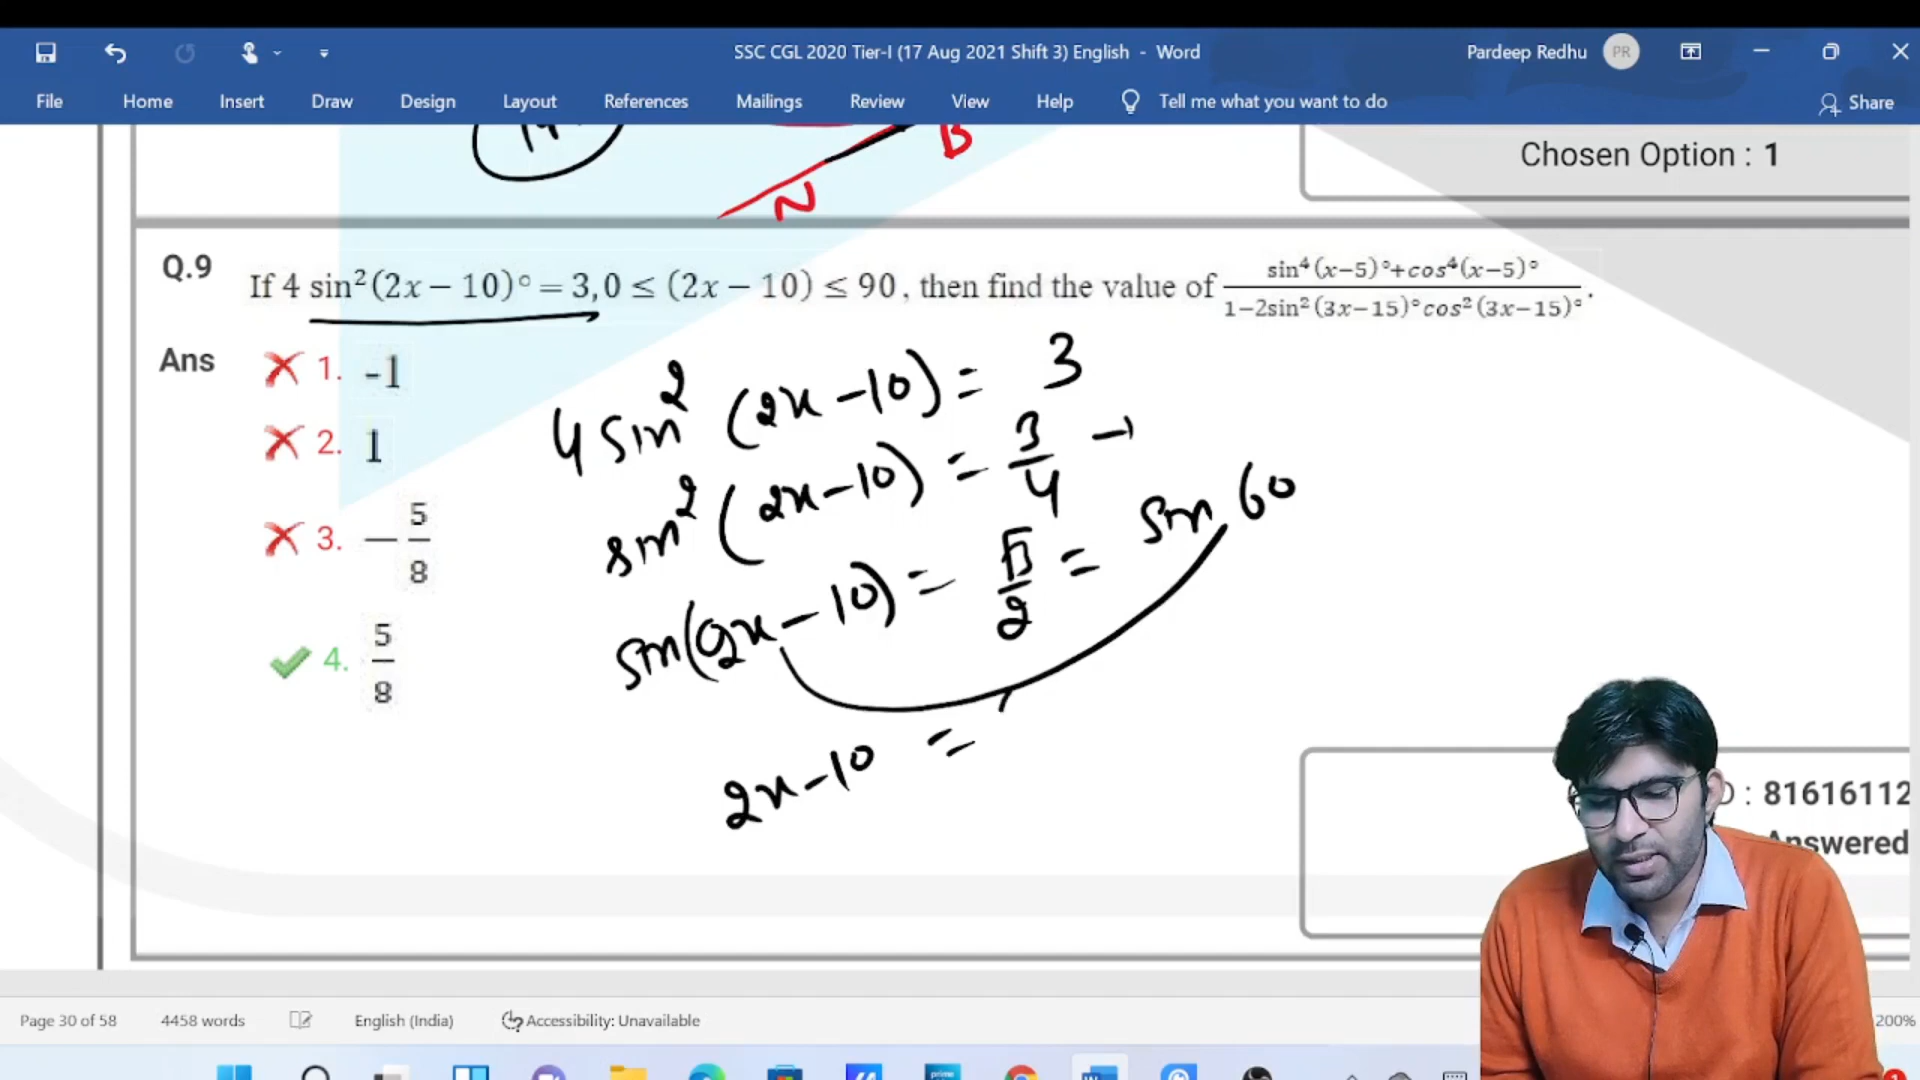 SSC CGL 2020 Tier-I (17 Aug 2021 Shift 3) English - Word
Pardeep Redhu PR
File Home Insert Draw Design Layout References Mailings Review View Help Tell me what you want to do Share
B
N
Chosen Option : 1
Q.9 If 4 sin²(2x − 10)° = 3, 0 ≤ (2x − 10) ≤ 90, then find the value of (sin⁴(x−5)°+cos⁴(x−5)°)/(1−2sin²(3x−15)°cos²(3x−15)°).
Ans
1. -1
2. 1
3. −5/8
4. 5/8
4 sin² (2x −10) = 3
sin² (2x −10) = 3/4 →
sin(2x −10) = √3/2 = sin 60
2x −10 =
: 81616112
Answered
Page 30 of 58 4458 words English (India) Accessibility: Unavailable 200%
prime